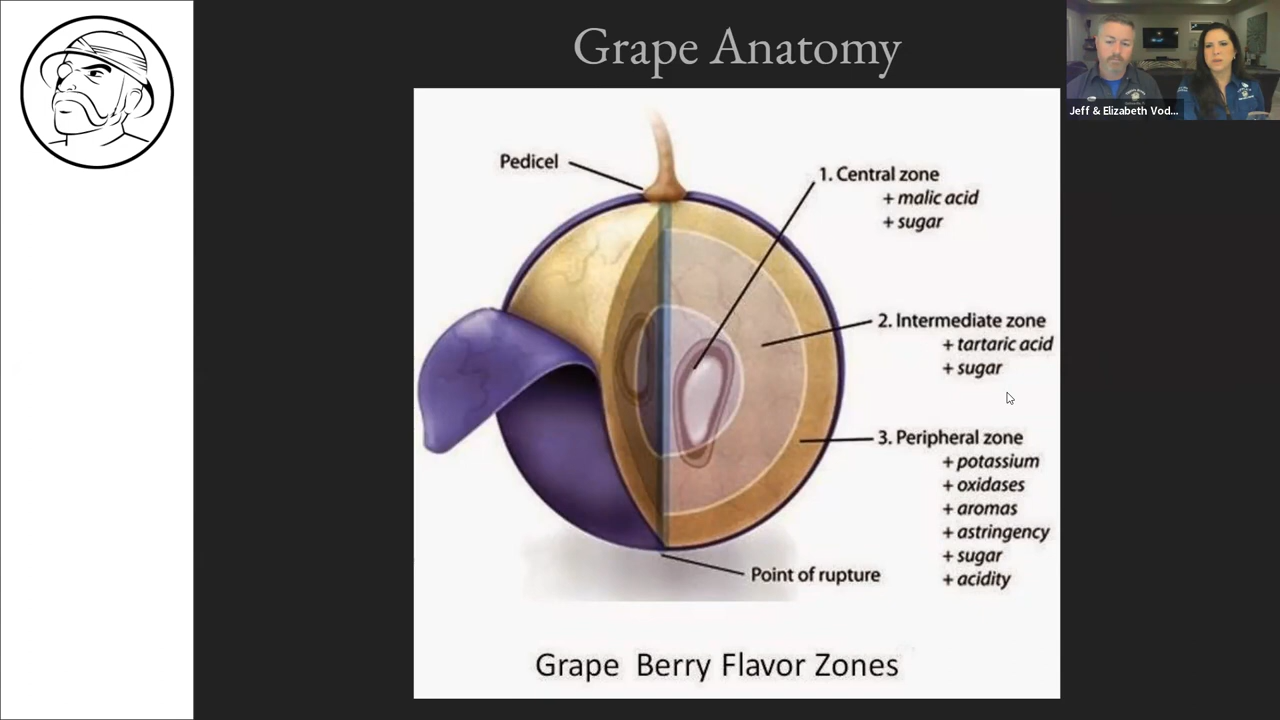 Grape Anatomy
Jeff & Elizabeth Vod...
Pedicel
1. Central zone
+ malic acid
+ sugar
2. Intermediate zone
+ tartaric acid
+ sugar
3. Peripheral zone
+ potassium
+ oxidases
+ aromas
+ astringency
+ sugar
+ acidity
Point of rupture
Grape Berry Flavor Zones